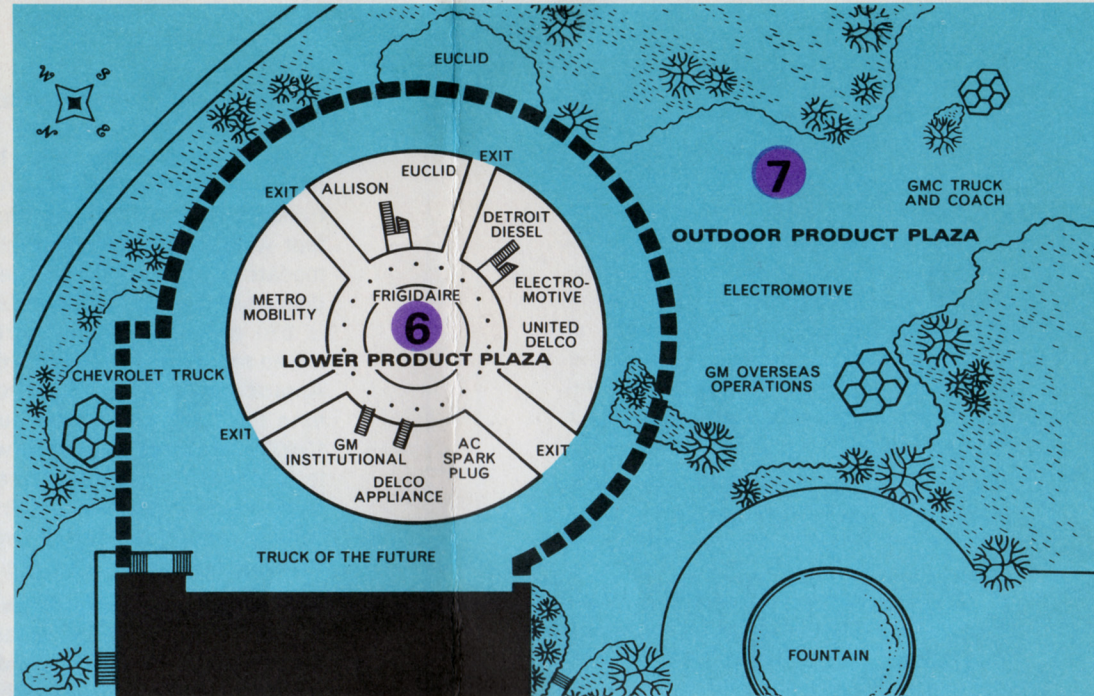 EUCLID
W
S
N
E
7
EXIT
EUCLID
EXIT
ALLISON
GMC TRUCK
AND COACH
DETROIT
DIESEL
OUTDOOR PRODUCT PLAZA
ELECTRO-
MOTIVE
ELECTROMOTIVE
METRO
MOBILITY
FRIGIDAIRE
6
UNITED
DELCO
LOWER PRODUCT PLAZA
CHEVROLET TRUCK
GM OVERSEAS
OPERATIONS
EXIT
GM
INSTITUTIONAL
AC
SPARK
PLUG
EXIT
DELCO
APPLIANCE
TRUCK OF THE FUTURE
FOUNTAIN